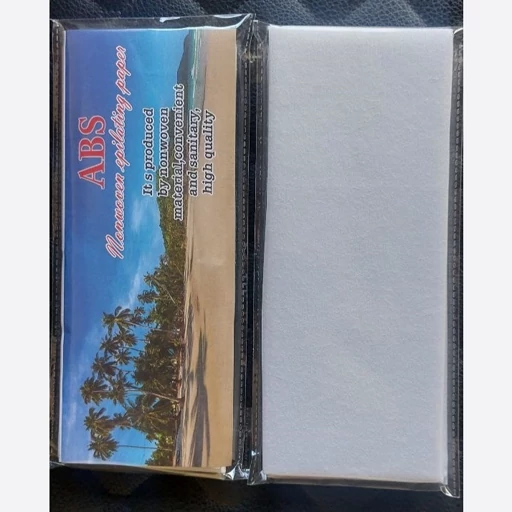 ABS
Nonwoven epilating paper
It s produced
by nonwoven
material,convenient
and sanitary,
high quality